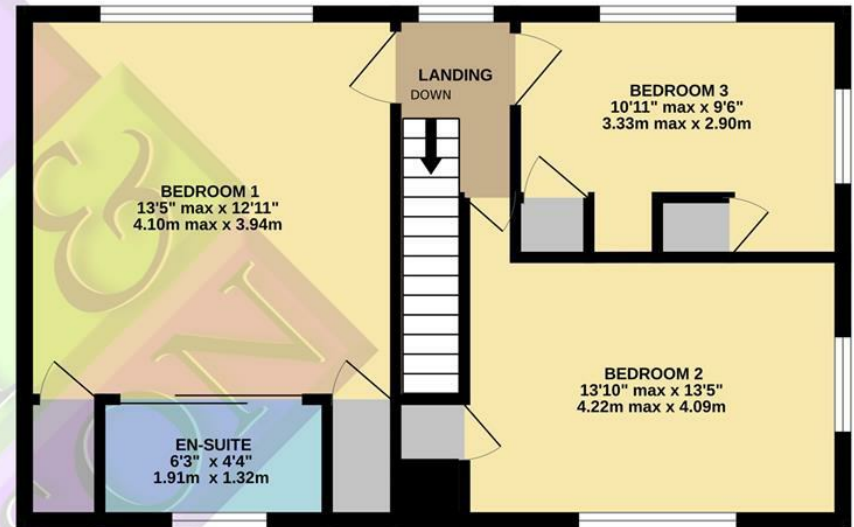 LANDING
DOWN
BEDROOM 3
10'11" max x 9'6"
3.33m max x 2.90m
BEDROOM 1
13'5" max x 12'11"
4.10m max x 3.94m
BEDROOM 2
13'10" max x 13'5"
4.22m max x 4.09m
EN-SUITE
6'3" x 4'4"
1.91m x 1.32m
&
ON